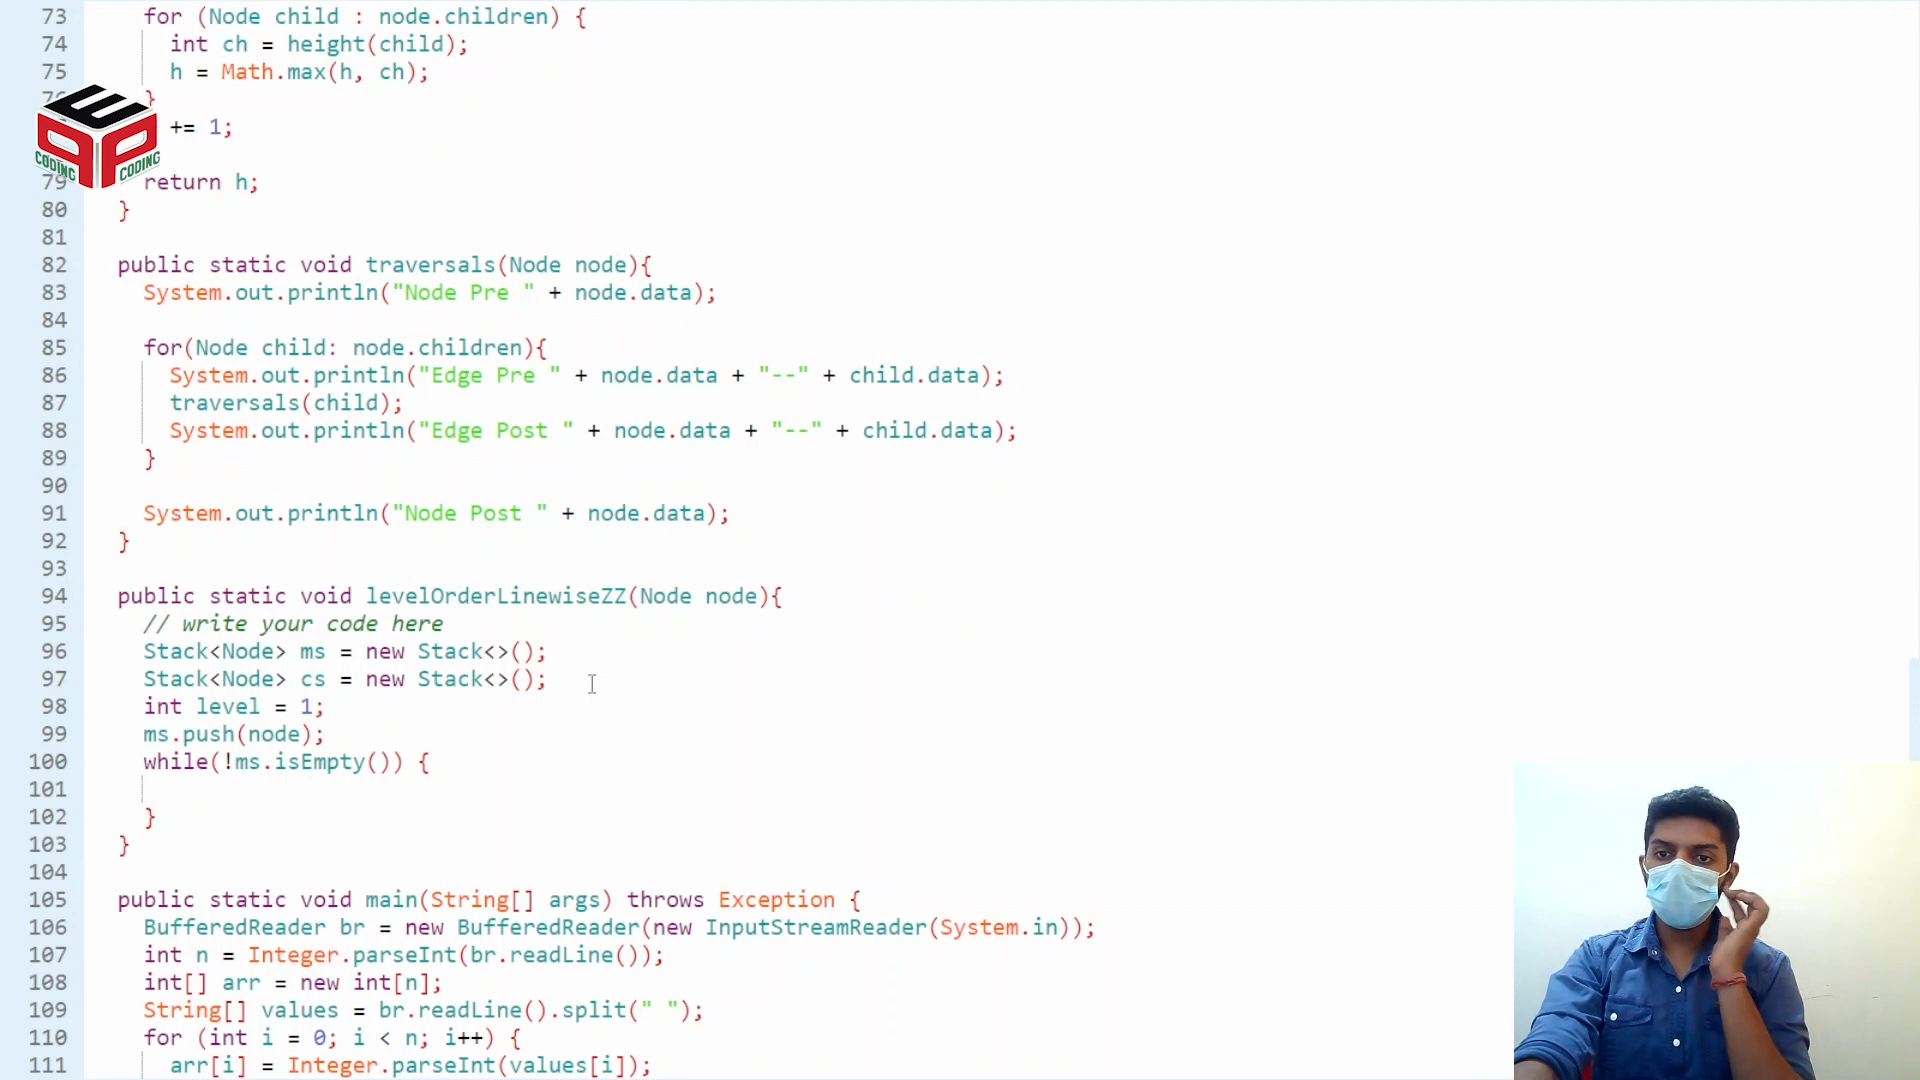 73 for (Node child : node.children) {
74 int ch = height(child);
75 h = Math.max(h, ch);
}
+= 1;
CODING CODING
79 return h;
80 }
81
82 public static void traversals(Node node){
83 System.out.println("Node Pre " + node.data);
84
85 for(Node child: node.children){
86 System.out.println("Edge Pre " + node.data + "--" + child.data);
87 traversals(child);
88 System.out.println("Edge Post " + node.data + "--" + child.data);
89 }
90
91 System.out.println("Node Post " + node.data);
92 }
93
94 public static void levelOrderLinewiseZZ(Node node){
95 // write your code here
96 Stack<Node> ms = new Stack<>();
97 Stack<Node> cs = new Stack<>();
98 int level = 1;
99 ms.push(node);
100 while(!ms.isEmpty()) {
101
102 }
103 }
104
105 public static void main(String[] args) throws Exception {
106 BufferedReader br = new BufferedReader(new InputStreamReader(System.in));
107 int n = Integer.parseInt(br.readLine());
108 int[] arr = new int[n];
109 String[] values = br.readLine().split(" ");
110 for (int i = 0; i < n; i++) {
111 arr[i] = Integer.parseInt(values[i]);